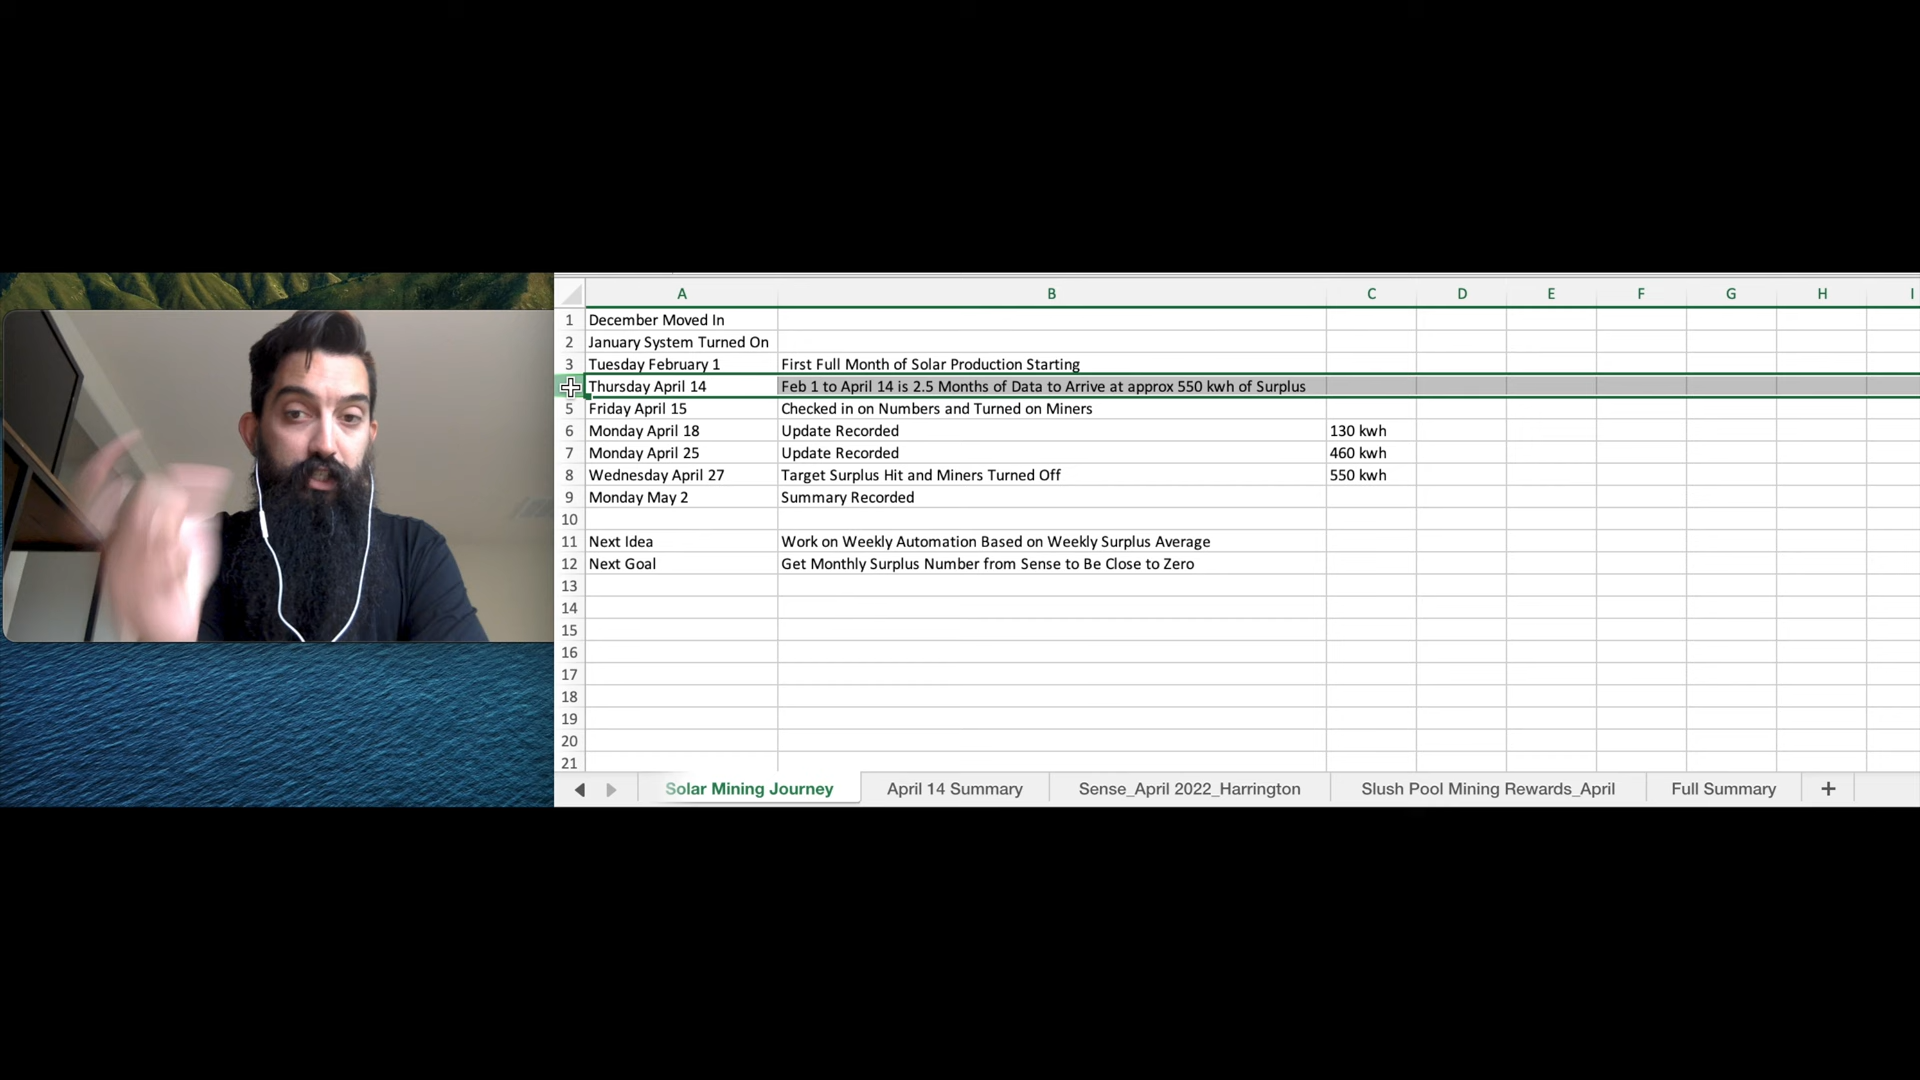 A B C D E F G H I
1 December Moved In
2 January System Turned On
3 Tuesday February 1 First Full Month of Solar Production Starting
Thursday April 14 Feb 1 to April 14 is 2.5 Months of Data to Arrive at approx 550 kwh of Surplus
5 Friday April 15 Checked in on Numbers and Turned on Miners
6 Monday April 18 Update Recorded 130 kwh
7 Monday April 25 Update Recorded 460 kwh
8 Wednesday April 27 Target Surplus Hit and Miners Turned Off 550 kwh
9 Monday May 2 Summary Recorded
10
11 Next Idea Work on Weekly Automation Based on Weekly Surplus Average
12 Next Goal Get Monthly Surplus Number from Sense to Be Close to Zero
13
14
15
16
17
18
19
20
21
Solar Mining Journey April 14 Summary Sense_April 2022_Harrington Slush Pool Mining Rewards_April Full Summary +